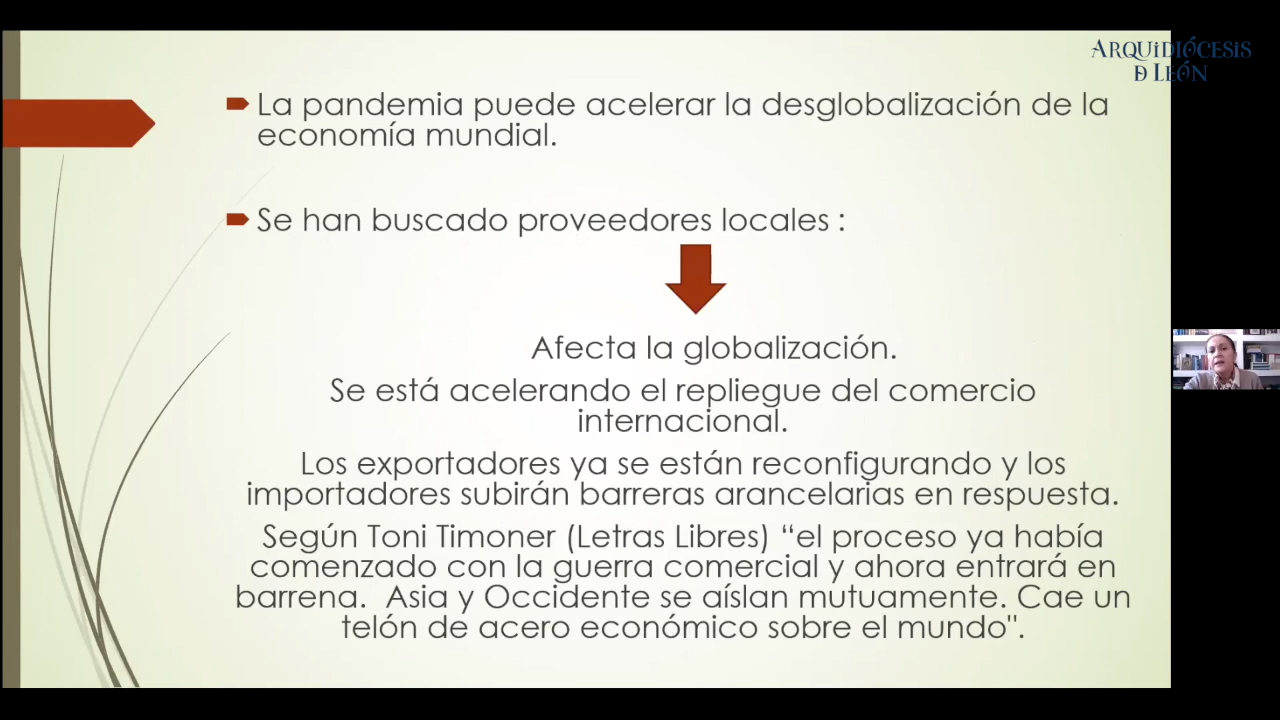 ARQUIDIÓCESIS
D LEÓN
La pandemia puede acelerar la desglobalización de la
economía mundial.
Se han buscado proveedores locales :
Afecta la globalización.
Se está acelerando el repliegue del comercio
internacional.
Los exportadores ya se están reconfigurando y los
importadores subirán barreras arancelarias en respuesta.
Según Toni Timoner (Letras Libres) “el proceso ya había
comenzado con la guerra comercial y ahora entrará en
barrena. Asia y Occidente se aíslan mutuamente. Cae un
telón de acero económico sobre el mundo".